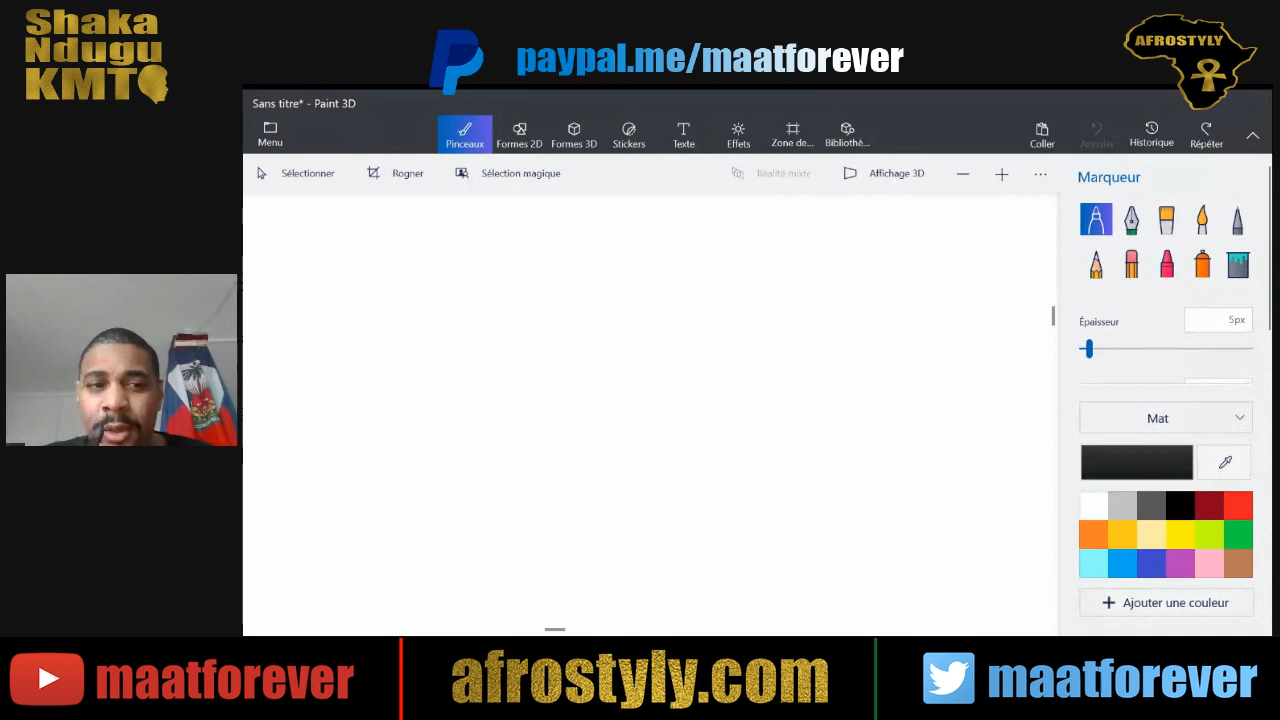 Shaka
Ndugu
KMT
paypal.me/maatforever
AFROSTYLY
Sans titre* - Paint 3D
Menu
Pinceaux
Formes 2D
Formes 3D
Stickers
Texte
Effets
Zone de...
Bibliothè...
Coller
Annuler
Historique
Répéter
Sélectionner
Rogner
Sélection magique
Réalité mixte
Affichage 3D
Marqueur
Épaisseur
5px
Mat
Ajouter une couleur
maatforever
afrostyly.com
maatforever